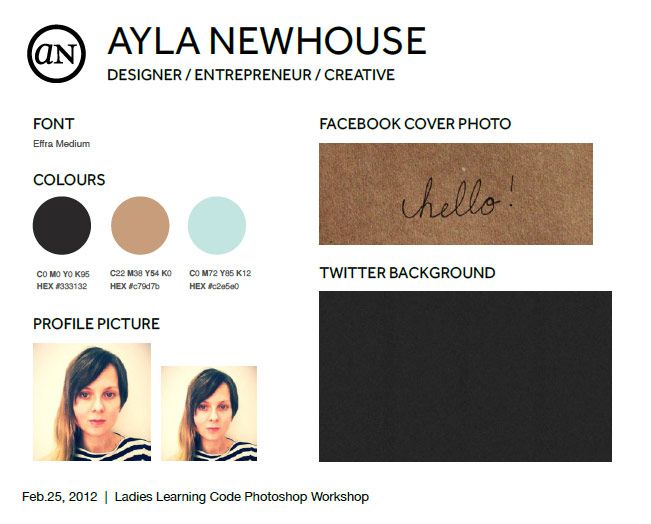 aN
AYLA NEWHOUSE
DESIGNER / ENTREPRENEUR / CREATIVE
FONT
Effra Medium
COLOURS
C0 M0 Y0 K95
HEX #333132
C22 M38 Y54 K0
HEX #c79d7b
C0 M72 Y85 K12
HEX #c2e5e0
PROFILE PICTURE
FACEBOOK COVER PHOTO
hello!
TWITTER BACKGROUND
Feb.25, 2012 | Ladies Learning Code Photoshop Workshop